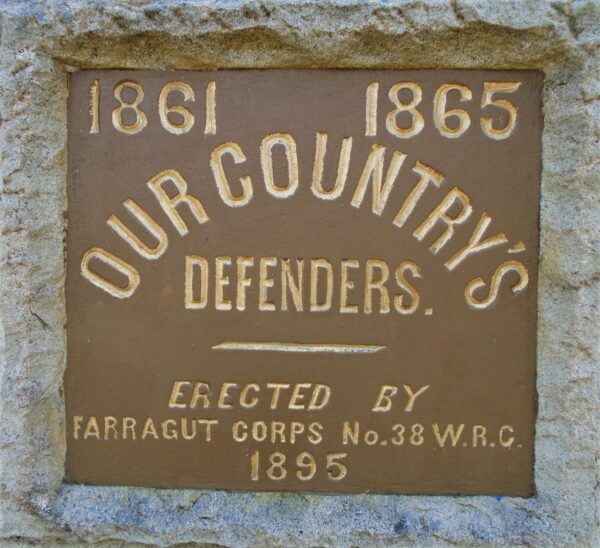 1861 1865
OUR COUNTRY'S
DEFENDERS.
ERECTED BY
FARRAGUT CORPS No. 38 W.R.C.
1895